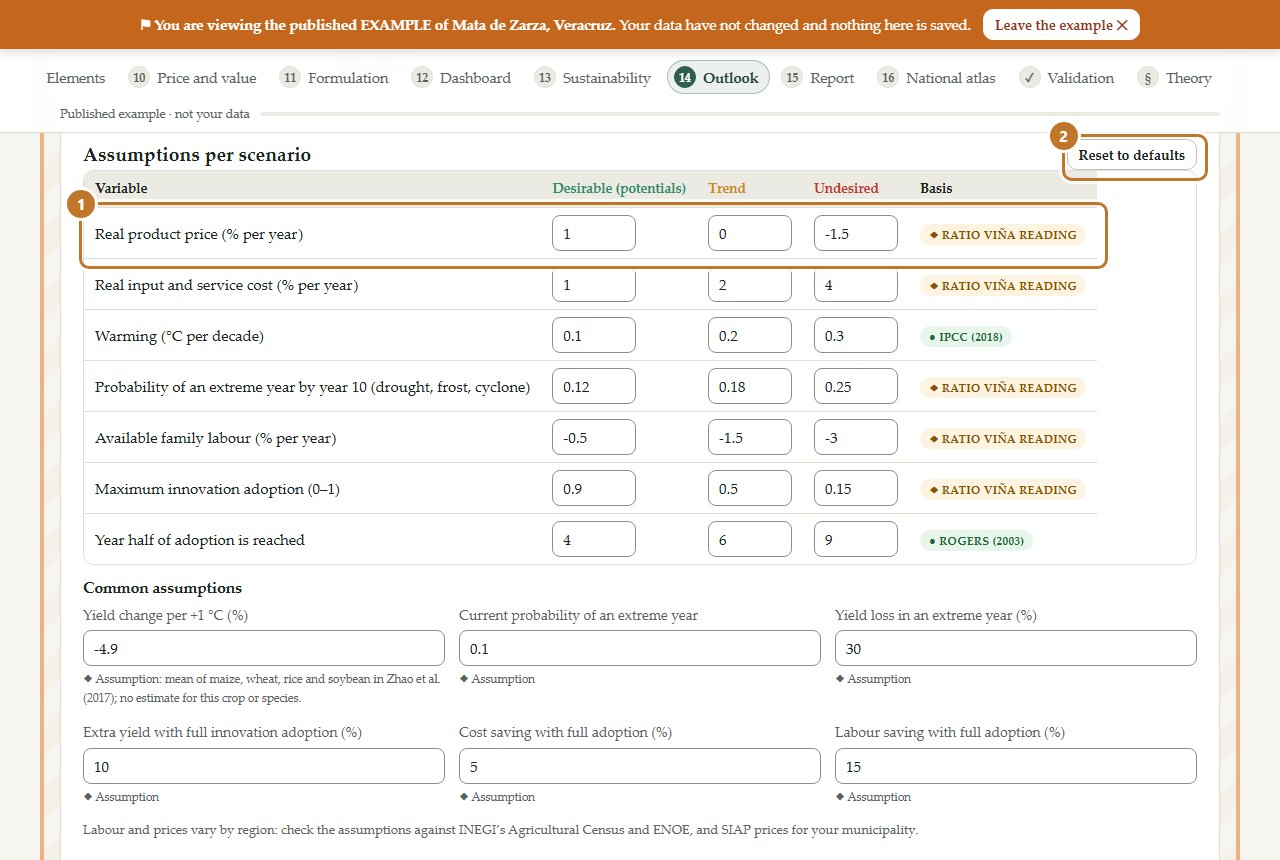 ⚑ You are viewing the published EXAMPLE of Mata de Zarza, Veracruz. Your data have not changed and nothing here is saved. Leave the example ✕
Elements 10 Price and value 11 Formulation 12 Dashboard 13 Sustainability 14 Outlook 15 Report 16 National atlas ✓ Validation § Theory
Published example · not your data
2
Assumptions per scenario Reset to defaults
Variable Desirable (potentials) Trend Undesired Basis
1
Real product price (% per year) 1 0 -1.5 ◆ RATIO VIÑA READING
Real input and service cost (% per year) 1 2 4 ◆ RATIO VIÑA READING
Warming (°C per decade) 0.1 0.2 0.3 ● IPCC (2018)
Probability of an extreme year by year 10 (drought, frost, cyclone) 0.12 0.18 0.25 ◆ RATIO VIÑA READING
Available family labour (% per year) -0.5 -1.5 -3 ◆ RATIO VIÑA READING
Maximum innovation adoption (0–1) 0.9 0.5 0.15 ◆ RATIO VIÑA READING
Year half of adoption is reached 4 6 9 ● ROGERS (2003)
Common assumptions
Yield change per +1 °C (%) Current probability of an extreme year Yield loss in an extreme year (%)
-4.9 0.1 30
◆ Assumption: mean of maize, wheat, rice and soybean in Zhao et al. ◆ Assumption ◆ Assumption
(2017); no estimate for this crop or species.
Extra yield with full innovation adoption (%) Cost saving with full adoption (%) Labour saving with full adoption (%)
10 5 15
◆ Assumption ◆ Assumption ◆ Assumption
Labour and prices vary by region: check the assumptions against INEGI's Agricultural Census and ENOE, and SIAP prices for your municipality.